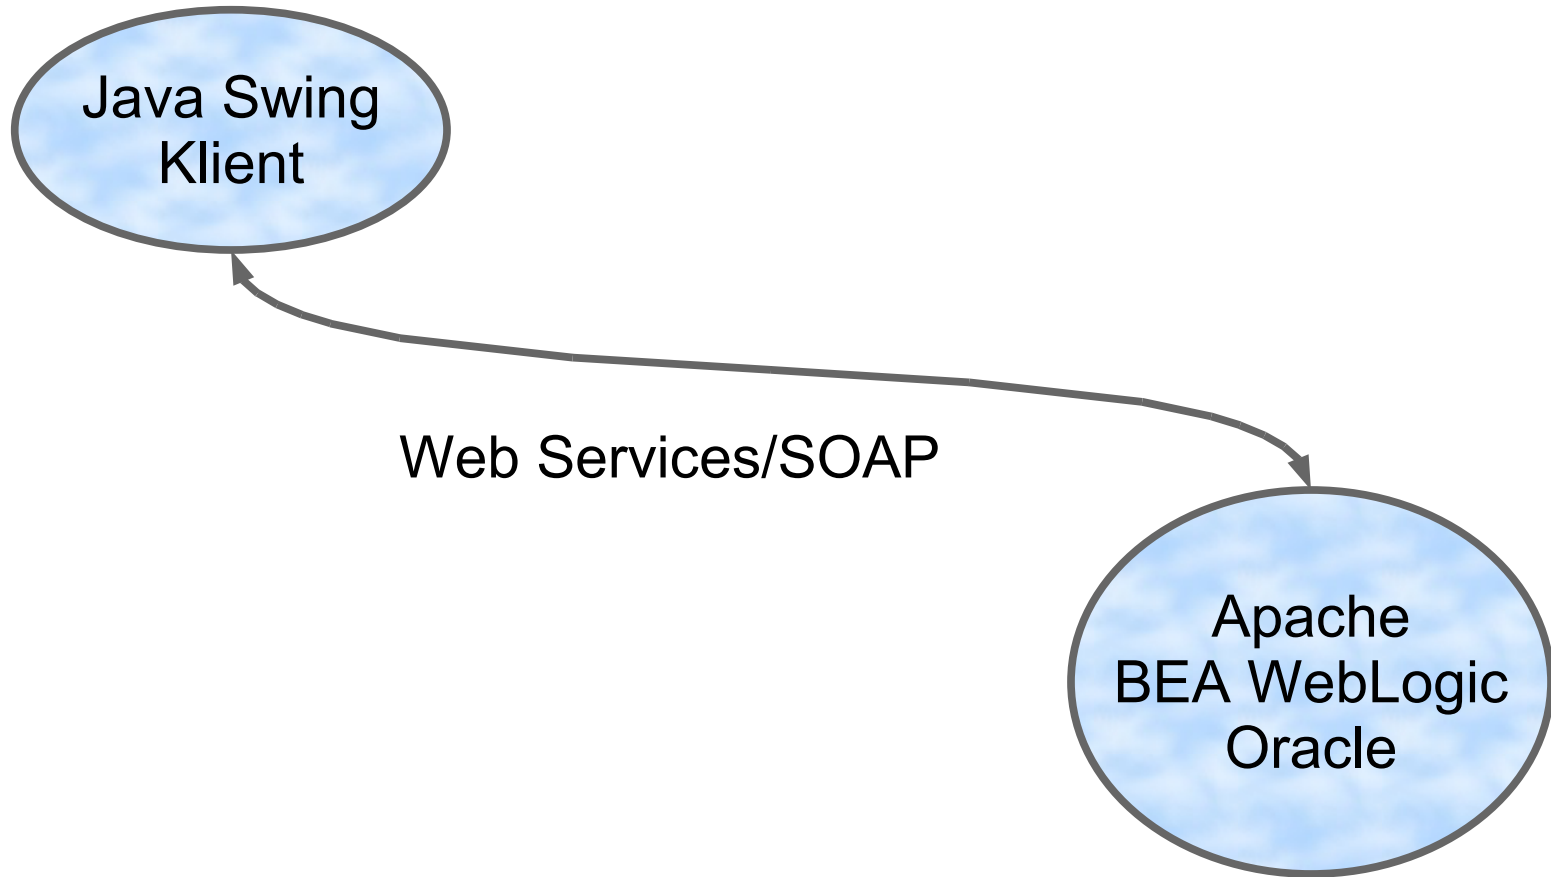 Java Swing
Klient
Web Services/SOAP
Apache
BEA WebLogic
Oracle